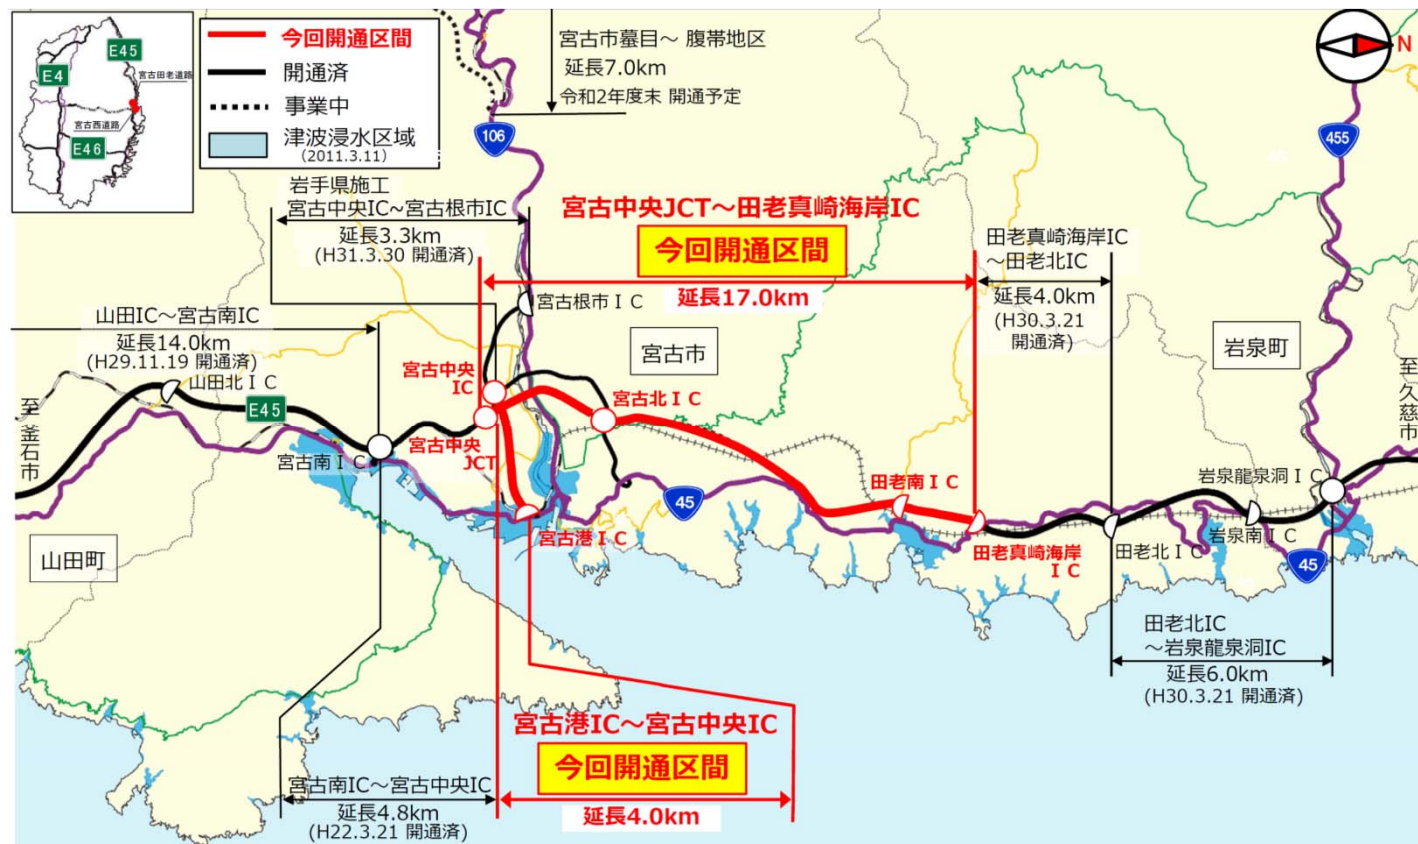 E45
E4
宮古田老道路
宮古西道路
E46
今回開通区間
開通済
事業中
津波浸水区域
(2011.3.11)
宮古市蟇目～ 腹帯地区
延長7.0km
令和2年度末 開通予定
N
106
455
岩手県施工
宮古中央IC~宮古根市IC
延長3.3km
(H31.3.30 開通済)
宮古中央JCT～田老真崎海岸IC
今回開通区間
延長17.0km
田老真崎海岸IC
～田老北IC
延長4.0km
(H30.3.21
開通済)
山田IC～宮古南IC
延長14.0km
(H29.11.19 開通済)
山田北ＩＣ
E45
至釜石市
宮古根市ＩＣ
宮古市
岩泉町
至久慈市
宮古中央
IC
宮古北ＩＣ
宮古中央
JCT
宮古南ＩＣ
宮古港ＩＣ
45
田老南ＩＣ
田老真崎海岸
ＩＣ
田老北ＩＣ
岩泉南ＩＣ
岩泉龍泉洞ＩＣ
45
山田町
田老北IC
～岩泉龍泉洞IC
延長6.0km
(H30.3.21 開通済)
宮古港IC～宮古中央IC
今回開通区間
延長4.0km
宮古南IC～宮古中央IC
延長4.8km
(H22.3.21 開通済)